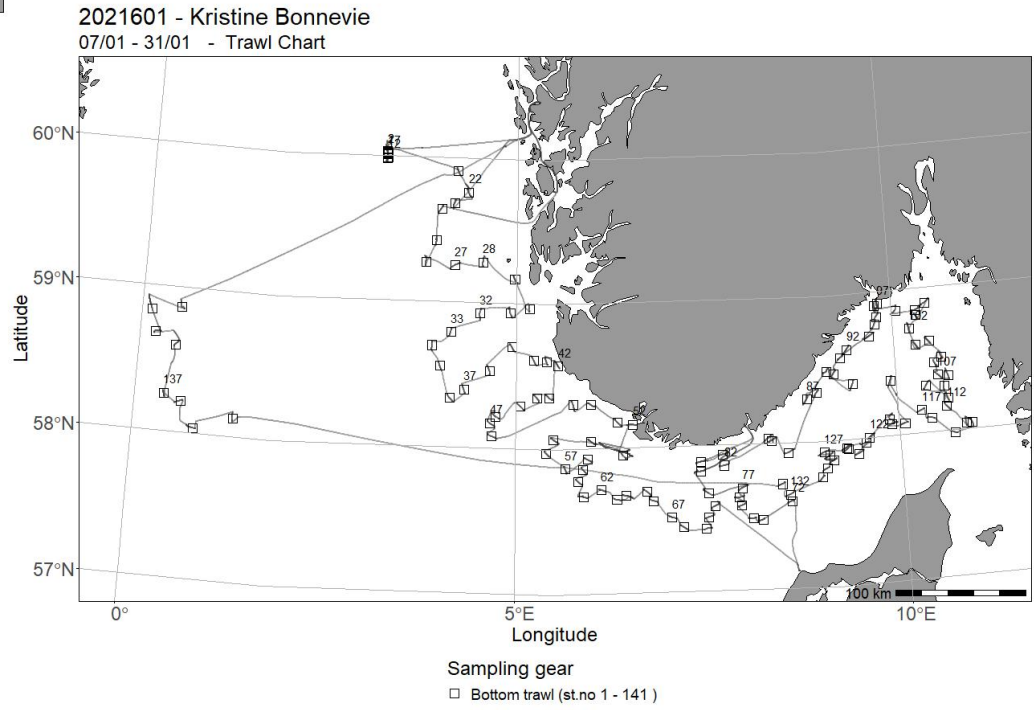 2021601 - Kristine Bonnevie
07/01 - 31/01 - Trawl Chart
60°N
59°N
58°N
57°N
Latitude
22
27
28
32
33
37
42
47
57
62
67
77
82
87
92
97
107
112
117
122
127
132
137
100 km
0°
5°E
10°E
Longitude
Sampling gear
Bottom trawl (st.no 1 - 141 )